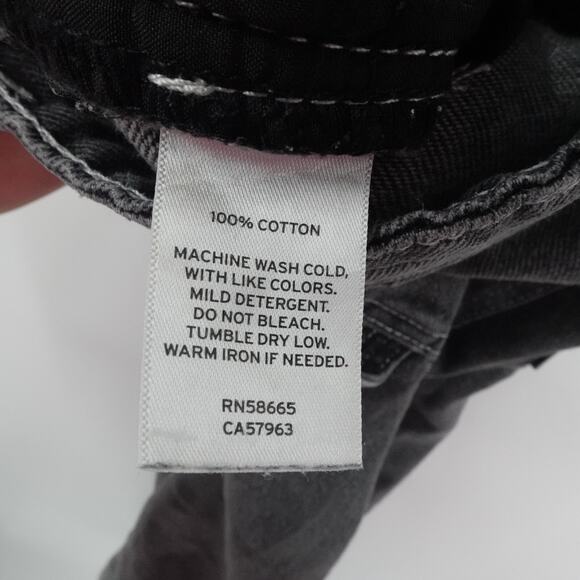 100% COTTON
MACHINE WASH COLD,
WITH LIKE COLORS.
MILD DETERGENT.
DO NOT BLEACH.
TUMBLE DRY LOW.
WARM IRON IF NEEDED.
RN58665
CA57963